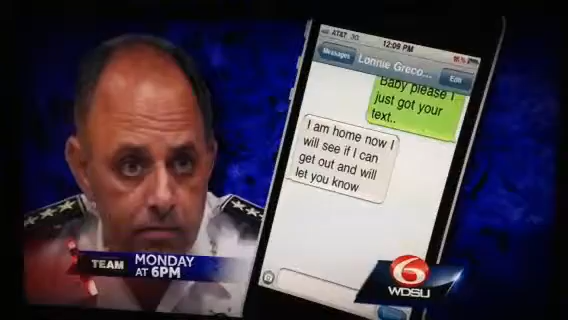 AT&T 3G
12:09 PM
Messages
Lonnie Greco...
Edit
Baby please I
just got your
text..
I am home now I
will see if I can
get out and will
let you know
TEAM
MONDAY
AT 6PM
6
WDSU